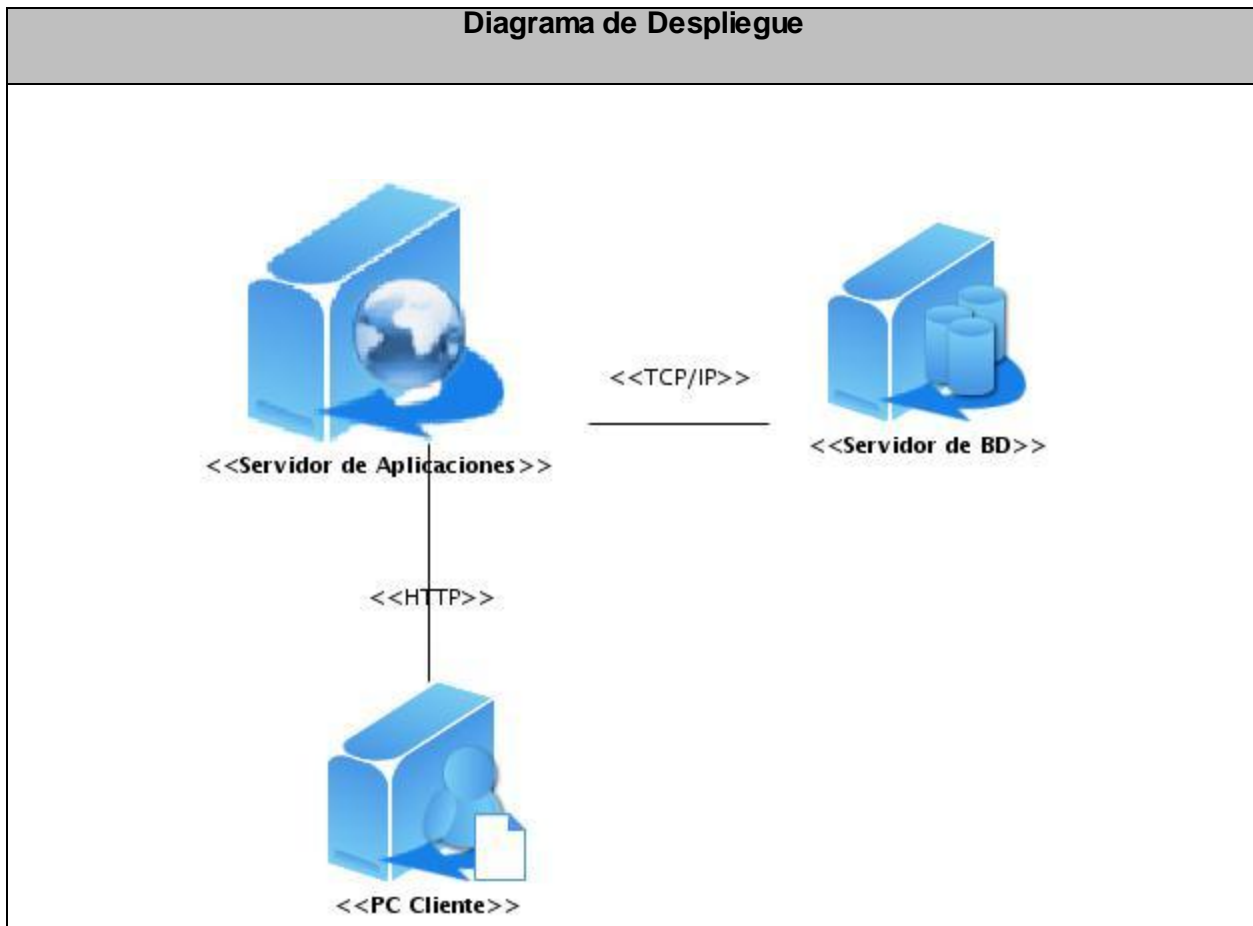 Diagrama de Despliegue
<<TCP/IP>>
<<Servidor de Aplicaciones>>
<<Servidor de BD>>
<<HTTP>>
<<PC Cliente>>